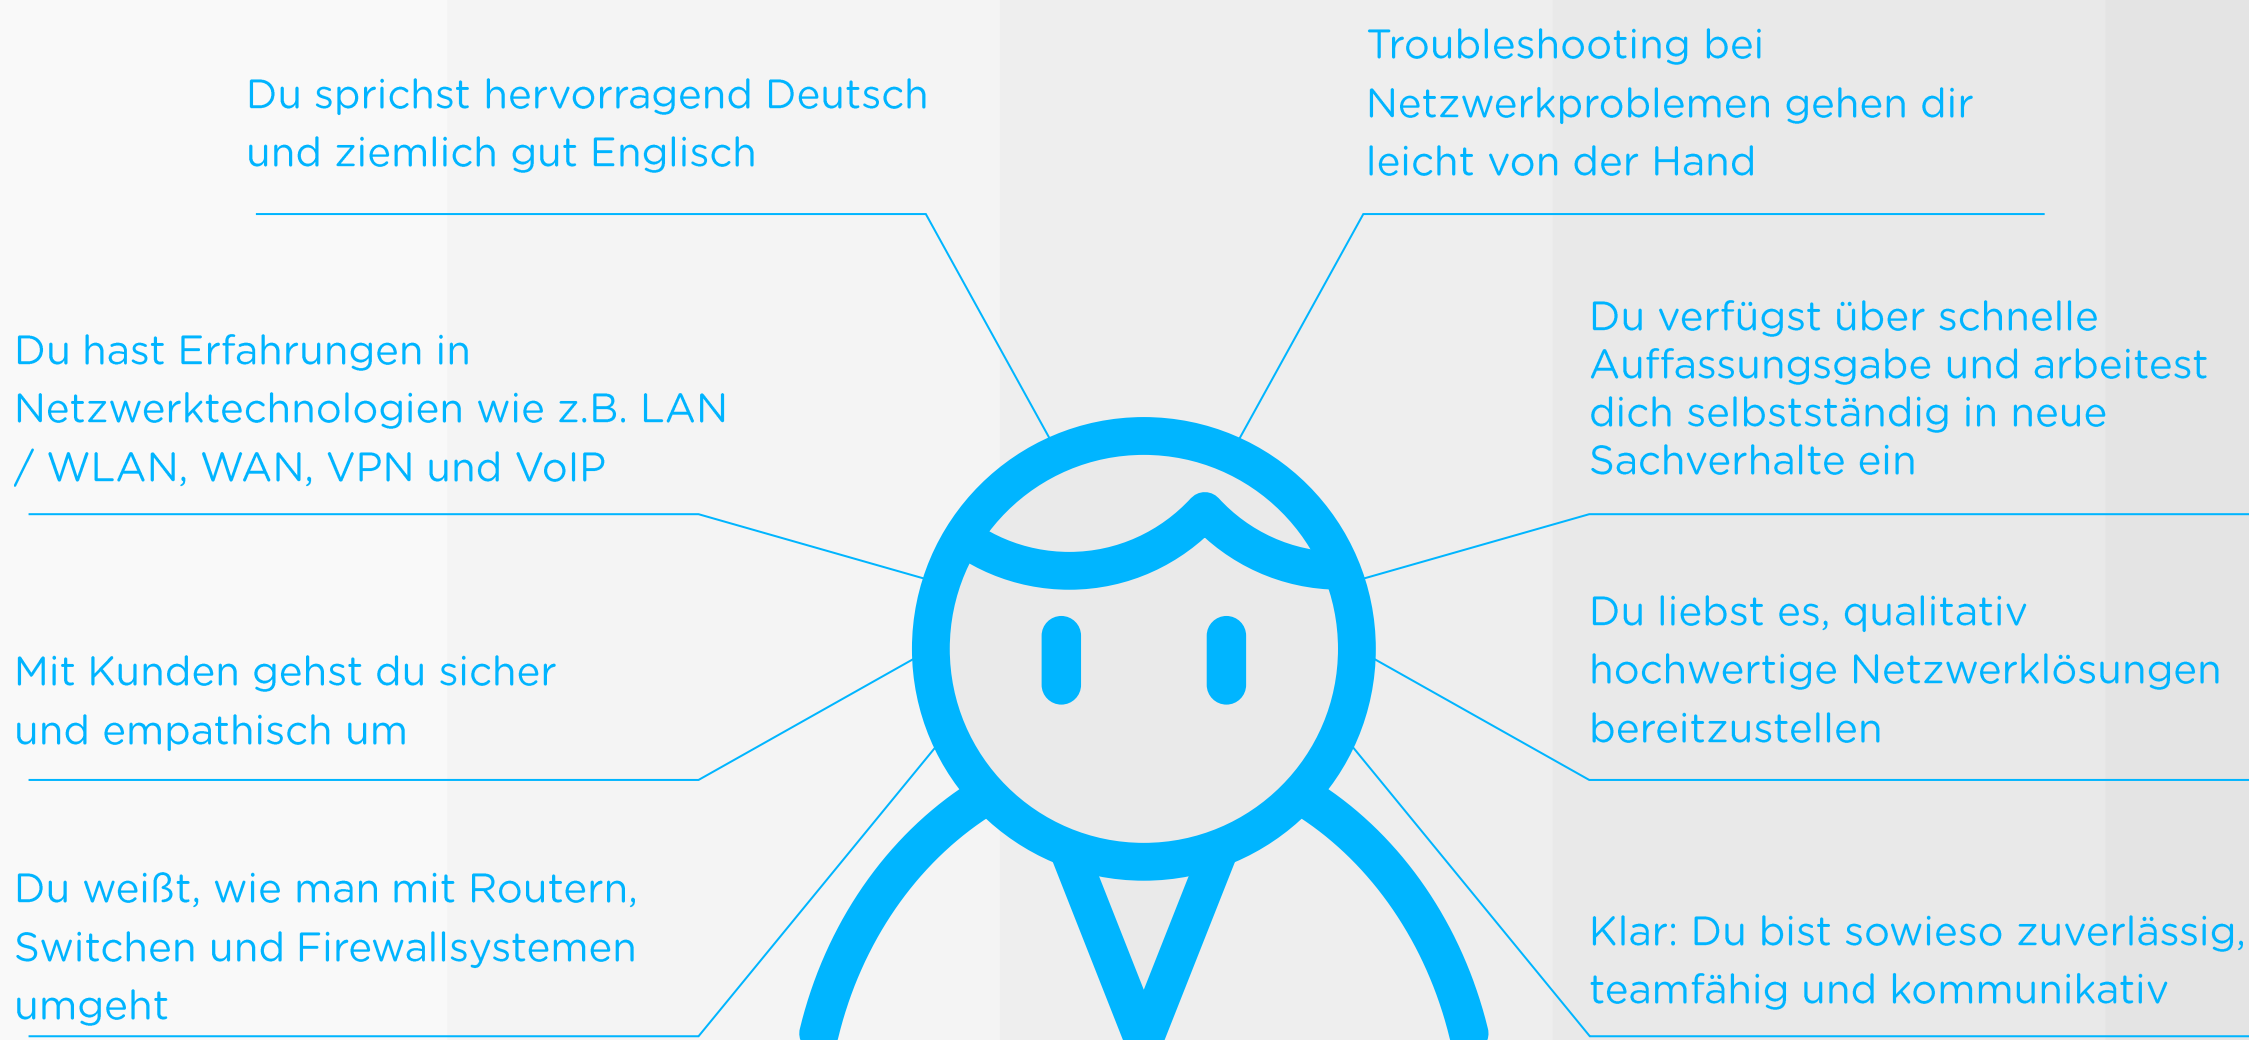 Du sprichst hervorragend Deutsch
und ziemlich gut Englisch
Troubleshooting bei
Netzwerkproblemen gehen dir
leicht von der Hand
Du hast Erfahrungen in
Netzwerktechnologien wie z.B. LAN
/ WLAN, WAN, VPN und VoIP
Du verfügst über schnelle
Auffassungsgabe und arbeitest
dich selbstständig in neue
Sachverhalte ein
Mit Kunden gehst du sicher
und empathisch um
Du liebst es, qualitativ
hochwertige Netzwerklösungen
bereitzustellen
Du weißt, wie man mit Routern,
Switchen und Firewallsystemen
umgeht
Klar: Du bist sowieso zuverlässig,
teamfähig und kommunikativ